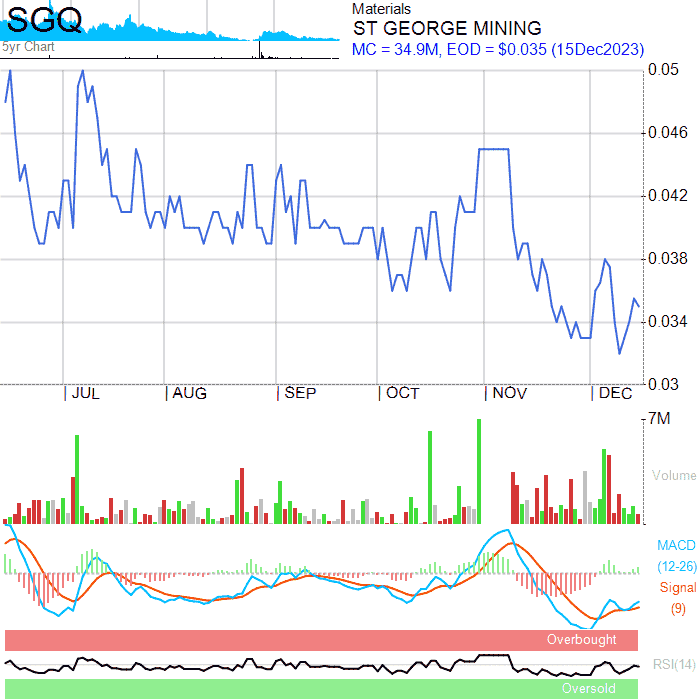 SGQ
5yr Chart
Materials
ST GEORGE MINING
MC = 34.9M, EOD = $0.035 (15Dec2023)
0.05
0.046
0.042
0.038
0.034
0.03
| JUL | AUG | SEP | OCT | NOV | DEC
7M
Volume
MACD
(12-26)
Signal
(9)
Overbought
RSI(14)
Oversold